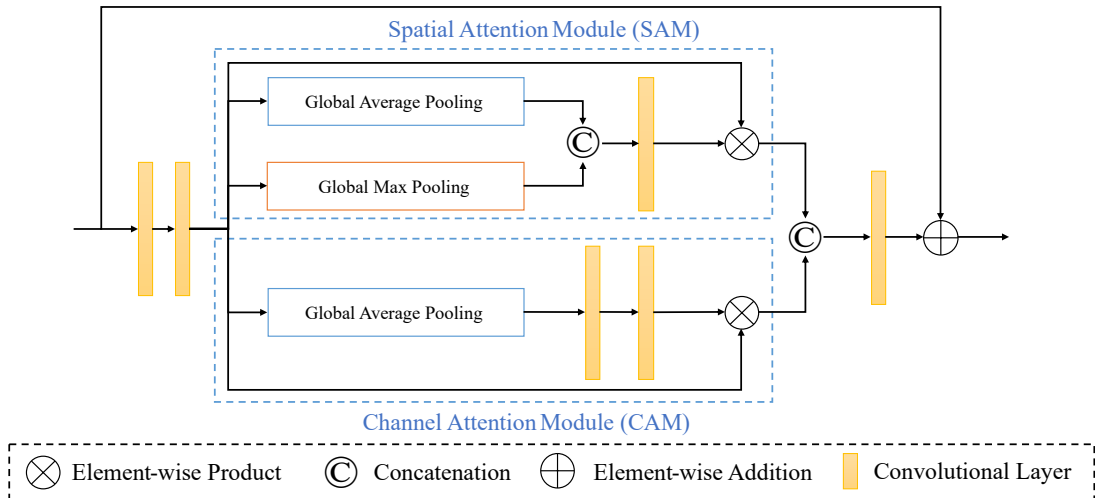 Spatial Attention Module (SAM)
Global Average Pooling
C
Global Max Pooling
C
Global Average Pooling
Channel Attention Module (CAM)
Element-wise Product
C Concatenation
Element-wise Addition
Convolutional Layer